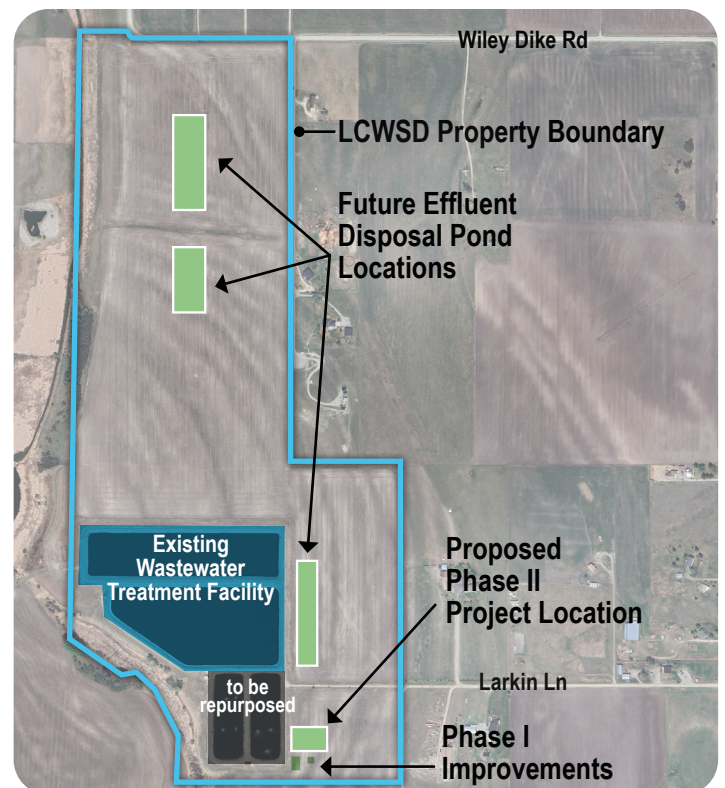 Wiley Dike Rd
LCWSD Property Boundary
Future Effluent
Disposal Pond
Locations
Existing
Wastewater
Treatment Facility
Proposed
Phase II
Project Location
to be
repurposed
Larkin Ln
Phase I
Improvements